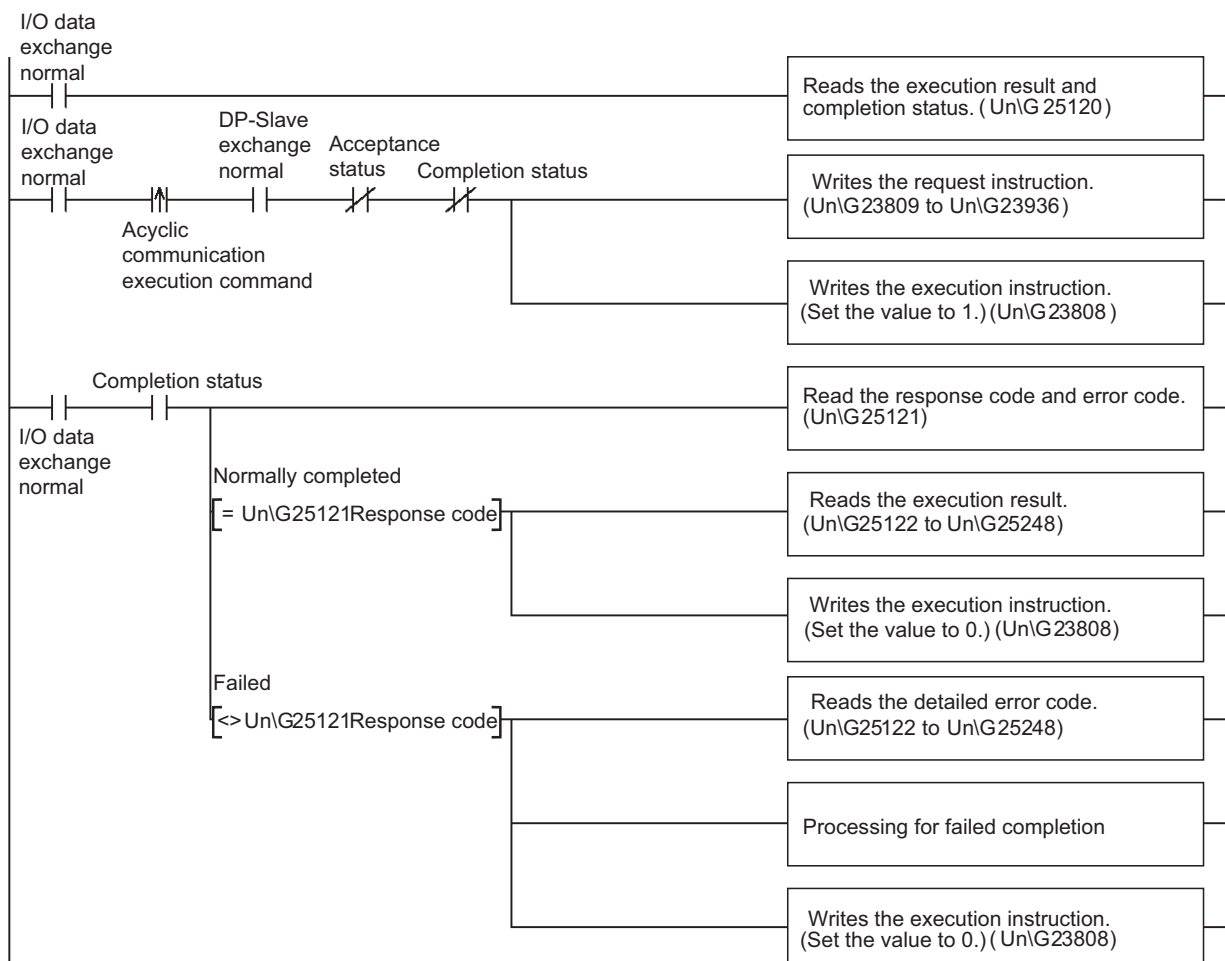 I/O data
exchange
normal
Reads the execution result and
completion status. ( Un\G 25120)
I/O data
exchange
normal
DP-Slave
exchange
normal
Acceptance
status
Completion status
Acyclic
communication
execution command
Writes the request instruction.
(Un\G23809 to Un\G23936)
Writes the execution instruction.
(Set the value to 1.) (Un\G23808 )
Completion status
I/O data
exchange
normal
Read the response code and error code.
(Un\G25121)
Normally completed
= Un\G25121Response code
Reads the execution result.
(Un\G25122 to Un\G25248)
Writes the execution instruction.
(Set the value to 0.) (Un\G23808)
Failed
<> Un\G25121Response code
Reads the detailed error code.
(Un\G25122 to Un\G25248)
Processing for failed completion
Writes the execution instruction.
(Set the value to 0.) ( Un\G23808)